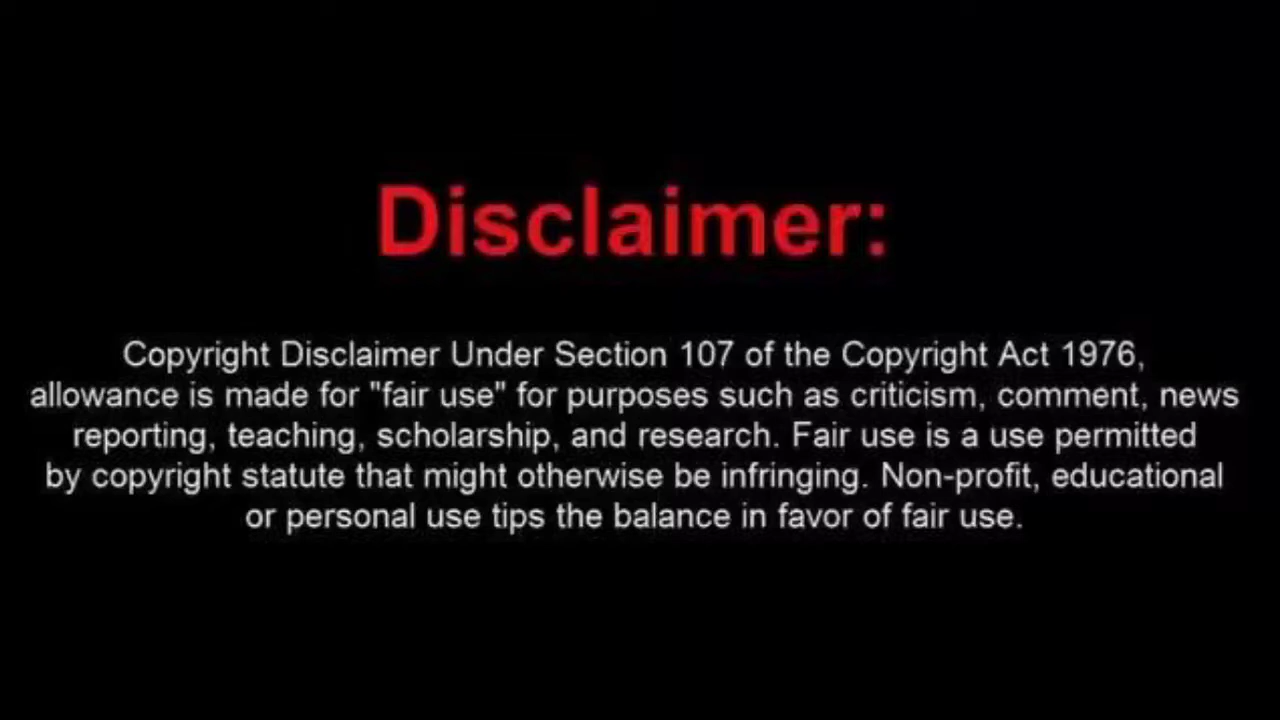 Disclaimer:
Copyright Disclaimer Under Section 107 of the Copyright Act 1976,
allowance is made for "fair use" for purposes such as criticism, comment, news
reporting, teaching, scholarship, and research. Fair use is a use permitted
by copyright statute that might otherwise be infringing. Non-profit, educational
or personal use tips the balance in favor of fair use.